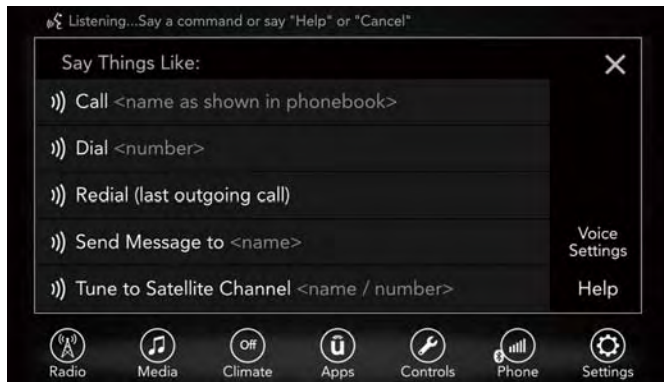 Listening...Say a command or say "Help" or "Cancel"
Say Things Like:
Call <name as shown in phonebook>
Dial <number>
Redial (last outgoing call)
Send Message to <name>
Voice
Settings
Tune to Satellite Channel <name / number>
Help
Off
ū
Radio
Media
Climate
Apps
Controls
Phone
Settings